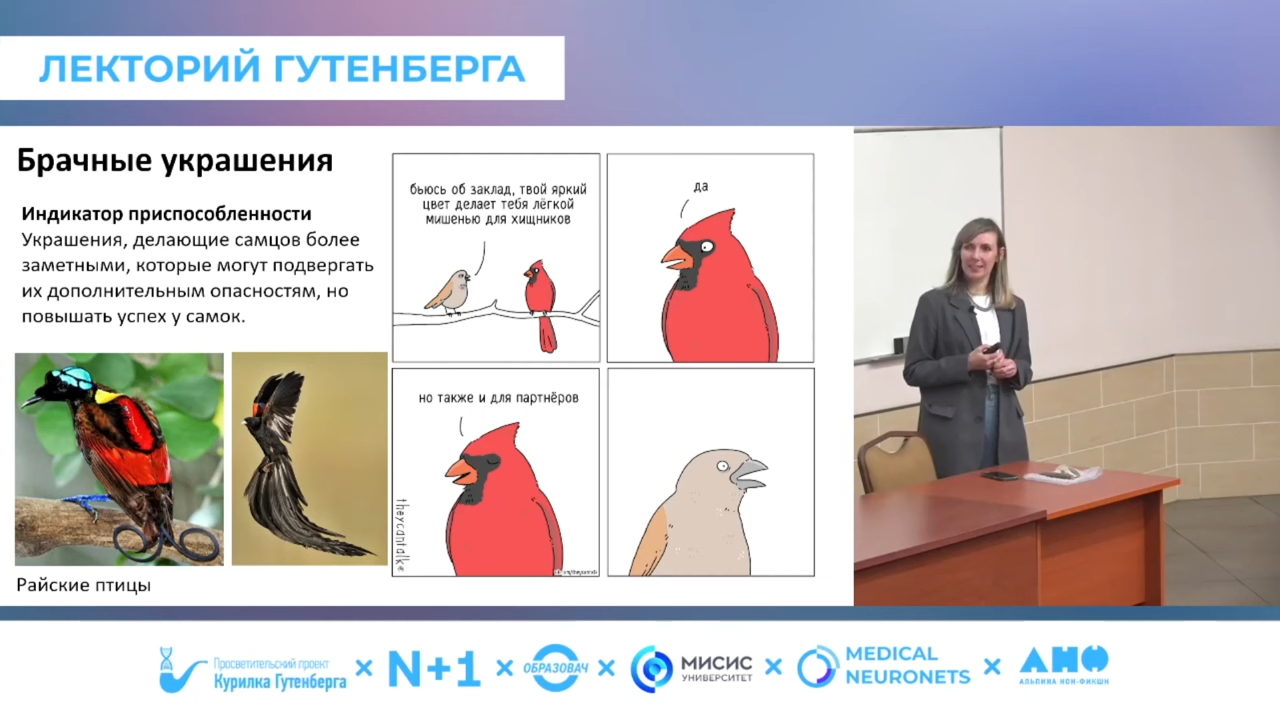 ЛЕКТОРИЙ ГУТЕНБЕРГА
Брачные украшения
Индикатор приспособленности
Украшения, делающие самцов более
заметными, которые могут подвергать
их дополнительным опасностям, но
повышать успех у самок.
Райские птицы
бьюсь об заклад, твой яркий
цвет делает тебя лёгкой
мишенью для хищников
да
но также и для партнёров
theycantalk
Просветительский проект
Курилка Гутенберга
×
N+1
×
ОБРАЗОВАЧ
×
МИСИС
УНИВЕРСИТЕТ
×
MEDICAL
NEURONETS
×
АНФ
АЛЬПИНА НОН-ФИКШН